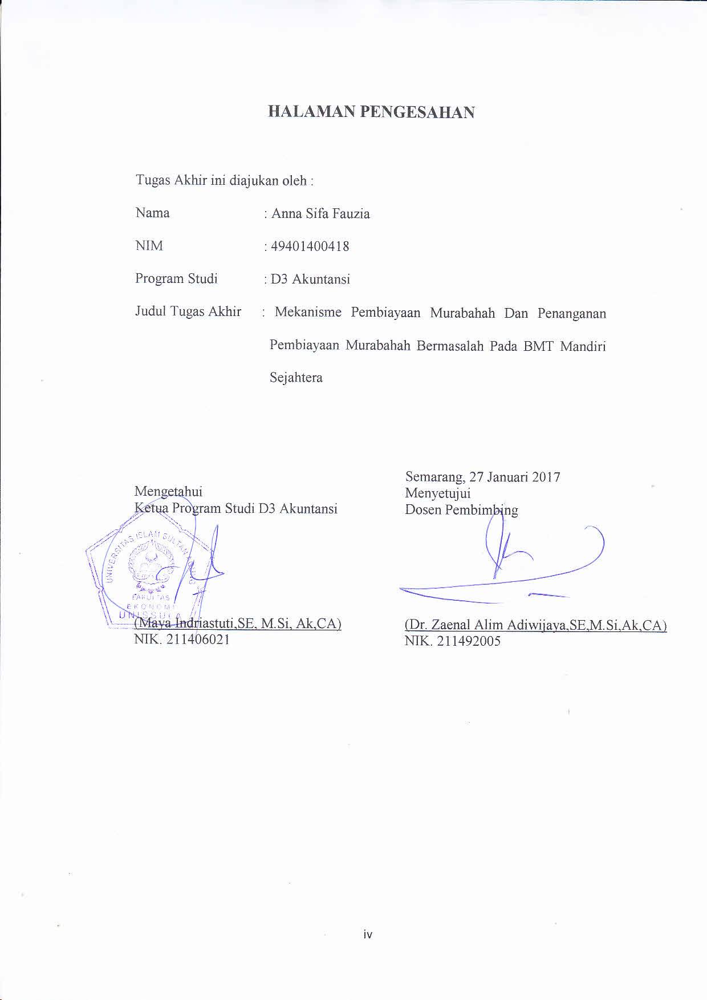 HALAMAN PENGESAHAN
Tugas Akhir ini diajukan oleh :
Nama : Anna Sifa Fauzia
NIM : 49401400418
Program Studi : D3 Akuntansi
Judul Tugas Akhir : Mekanisme Pembiayaan Murabahah Dan Penanganan
Pembiayaan Murabahah Bermasalah Pada BMT Mandiri
Sejahtera
Mengetahui
Ketua Program Studi D3 Akuntansi
UNIVERSITAS ISLAM SULTAN AGUNG
FAKULTAS
EKONOMI
UNISSULA
(Maya Indriastuti,SE, M.Si, Ak,CA)
NIK. 211406021
Semarang, 27 Januari 2017
Menyetujui
Dosen Pembimbing
(Dr. Zaenal Alim Adiwijaya,SE,M.Si,Ak,CA)
NIK. 211492005
iv